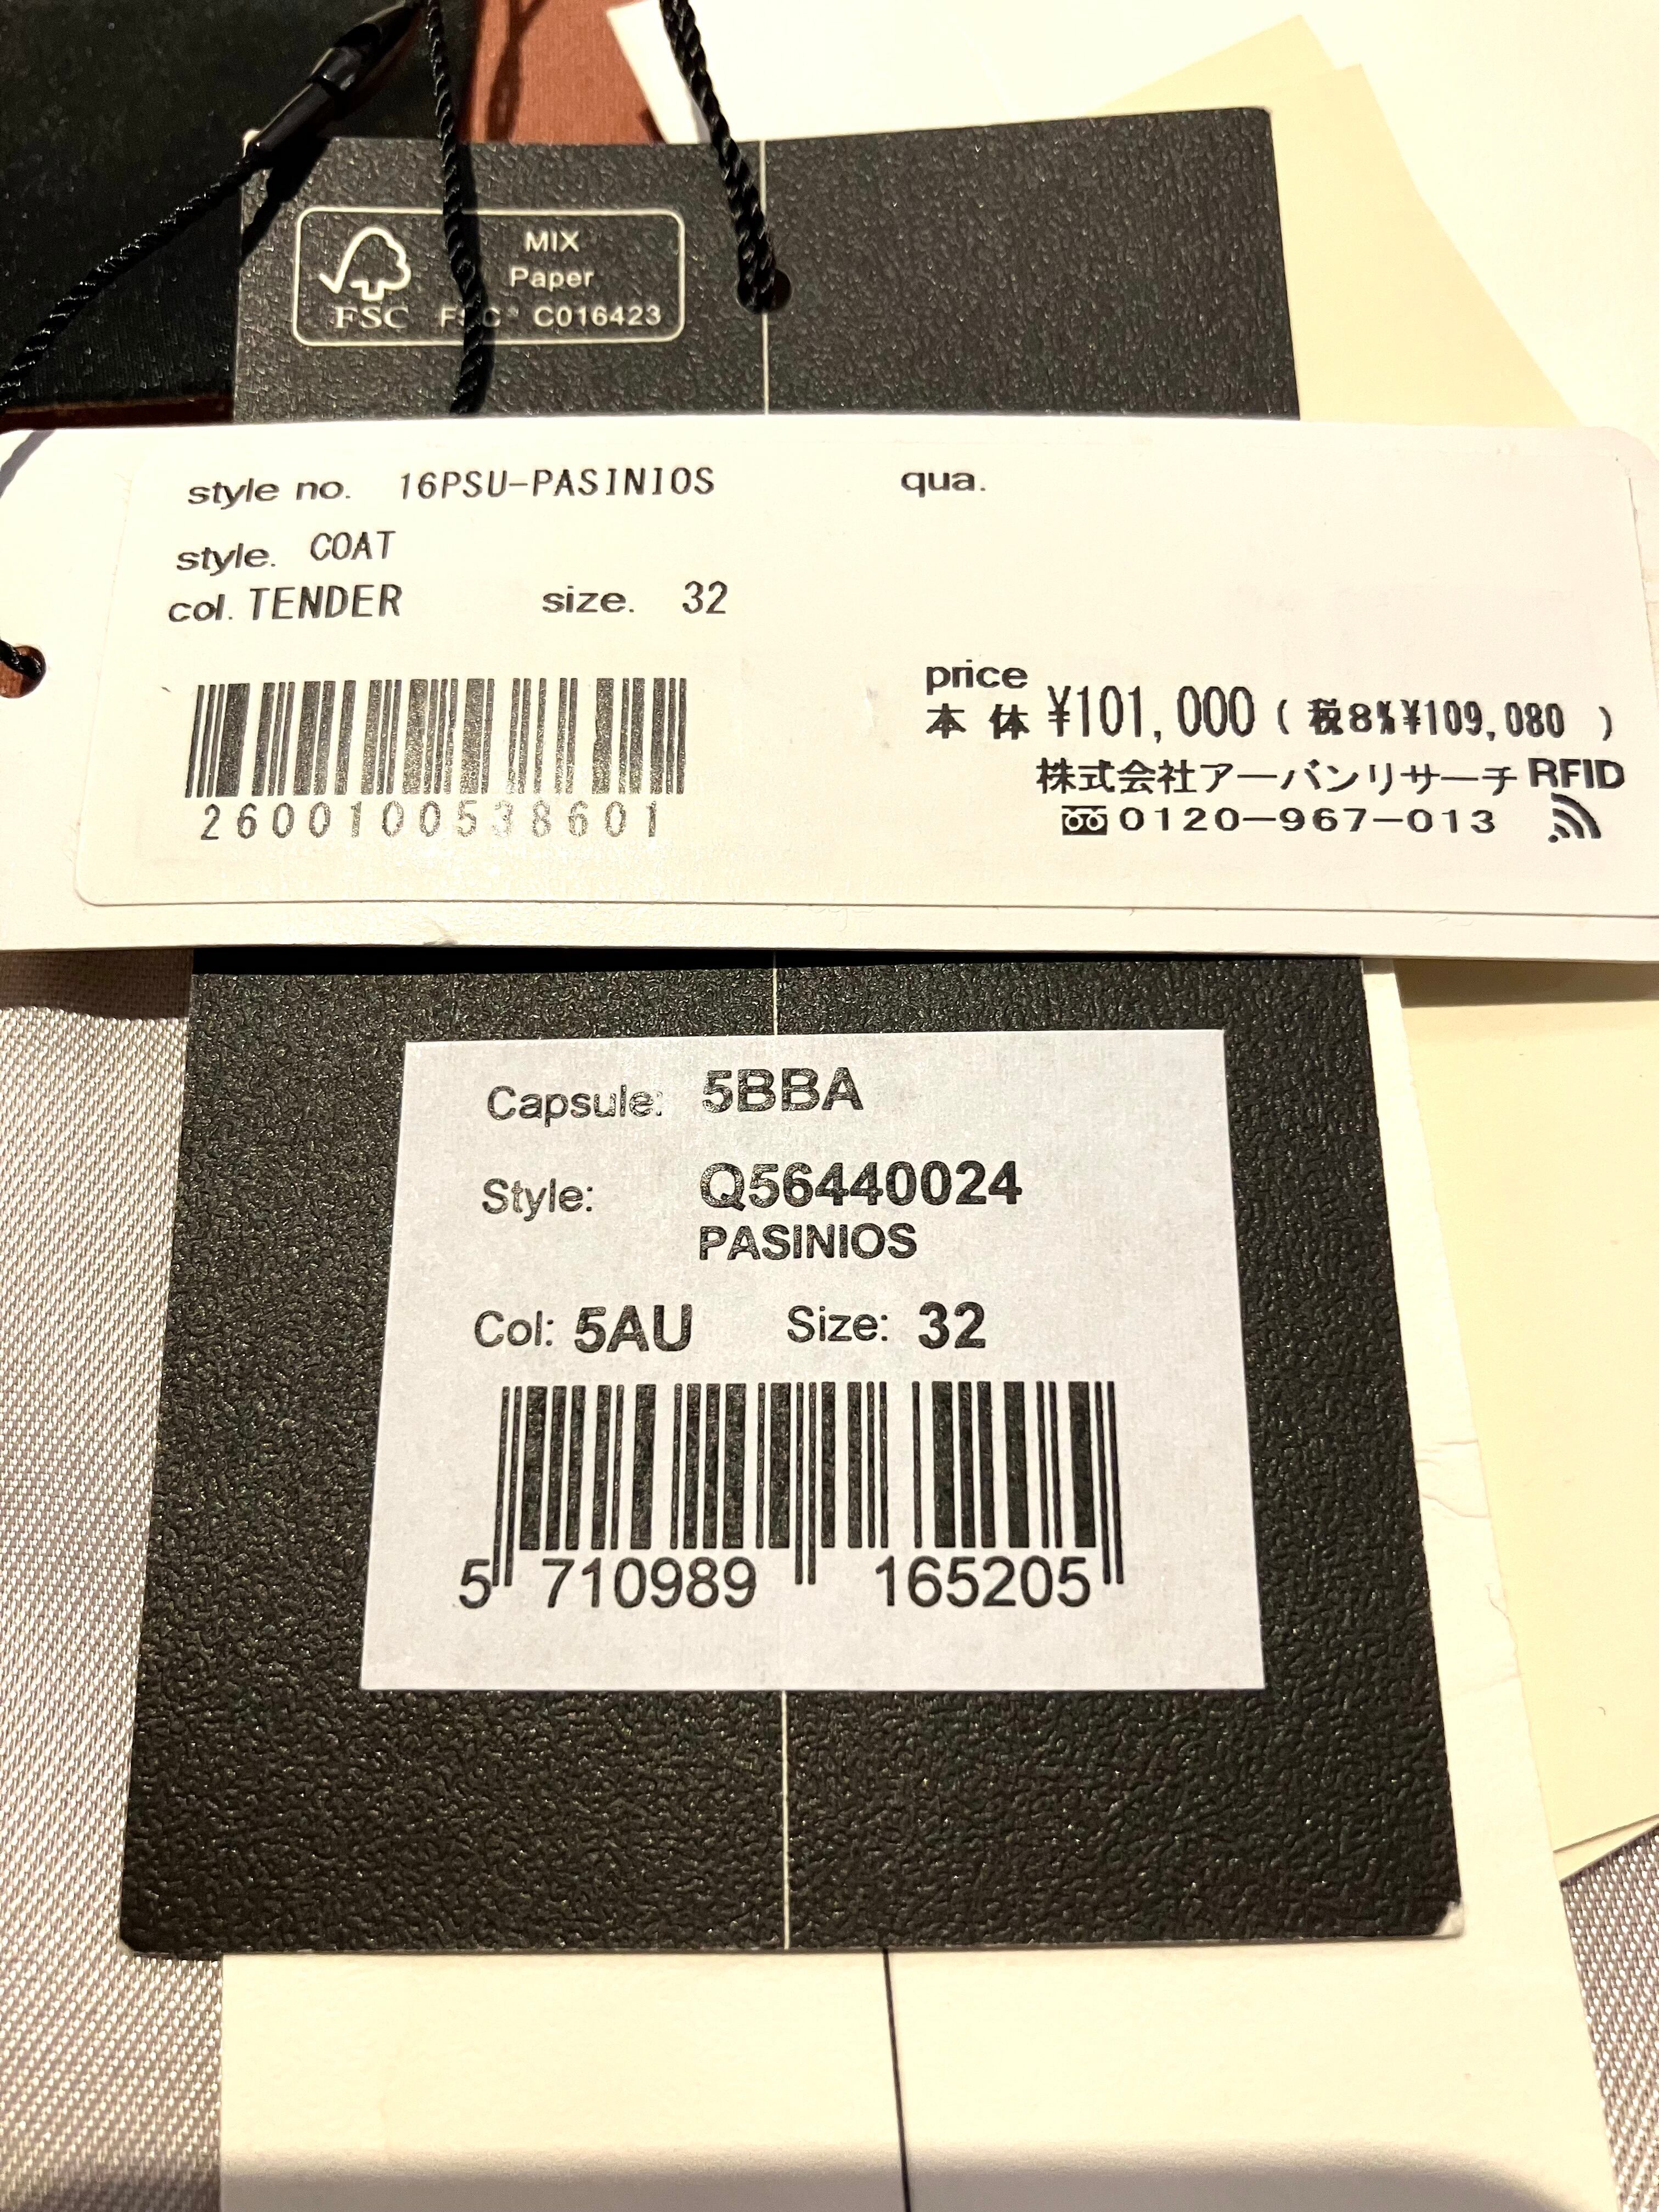 MIX
Paper
FSC FSC® C016423
style no. 16PSU-PASINIOS qua.
style. COAT
col. TENDER size. 32
price
本体 ¥101,000 ( 税8%¥109,080 )
株式会社アーバンリサーチ RFID
0120-967-013
2600100538601
Capsule: 5BBA
Style: Q56440024
PASINIOS
Col: 5AU Size: 32
5 710989 165205